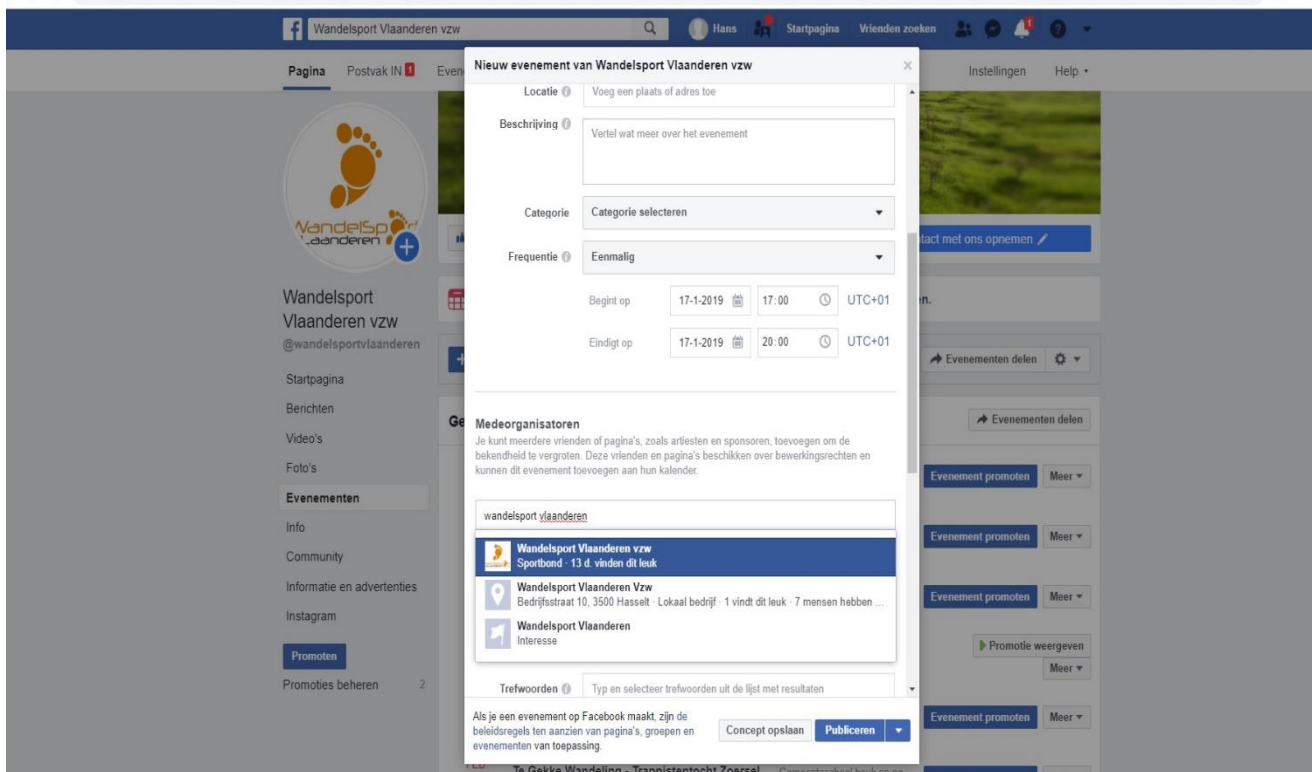 Wandelsport Vlaanderen vzw
Hans
Startpagina
Vrienden zoeken
1
Pagina
Postvak IN 1
Even
Instellingen
Help
Nieuw evenement van Wandelsport Vlaanderen vzw
Locatie
Voeg een plaats of adres toe
Beschrijving
Vertel wat meer over het evenement
Categorie
Categorie selecteren
Frequentie
Eenmalig
Begint op
17-1-2019
17:00
UTC+01
Eindigt op
17-1-2019
20:00
UTC+01
Medeorganisatoren
Je kunt meerdere vrienden of pagina's, zoals artiesten en sponsoren, toevoegen om de
bekendheid te vergroten. Deze vrienden en pagina's beschikken over bewerkingsrechten en
kunnen dit evenement toevoegen aan hun kalender.
wandelsport vlaanderen
Wandelsport Vlaanderen vzw
Sportbond · 13 d. vinden dit leuk
Wandelsport Vlaanderen Vzw
Bedrijfsstraat 10, 3500 Hasselt · Lokaal bedrijf · 1 vindt dit leuk · 7 mensen hebben ...
Wandelsport Vlaanderen
Interesse
Trefwoorden
Typ en selecteer trefwoorden uit de lijst met resultaten
Als je een evenement op Facebook maakt, zijn de
beleidsregels ten aanzien van pagina's, groepen en
evenementen van toepassing.
Concept opslaan
Publiceren
WandelSport
Vlaanderen
Wandelsport
Vlaanderen vzw
@wandelsportvlaanderen
Startpagina
Berichten
Video's
Foto's
Evenementen
Info
Community
Informatie en advertenties
Instagram
Promoten
Promoties beheren 2
tact met ons opnemen
n.
Evenementen delen
Ge
Evenementen delen
Evenement promoten
Meer
Evenement promoten
Meer
Evenement promoten
Meer
Promotie weergeven
Meer
Evenement promoten
Meer
FEB
Te Gekke Wandeling - Trappistentocht Zoersel